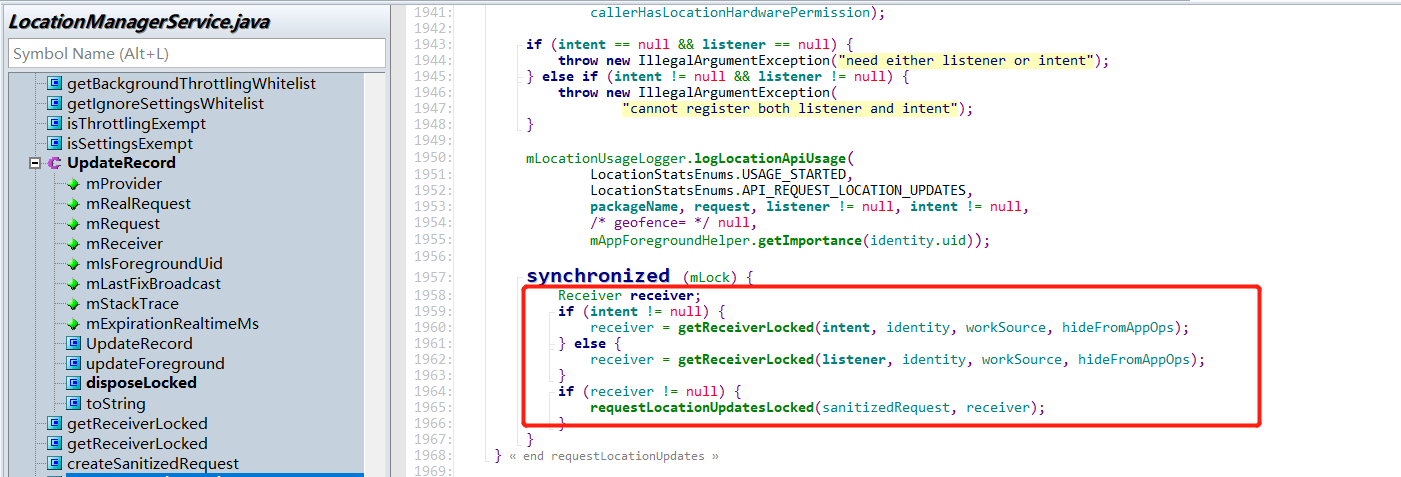 LocationManagerService.java
Symbol Name (Alt+L)
getBackgroundThrottlingWhitelist
getIgnoreSettingsWhitelist
isThrottlingExempt
isSettingsExempt
UpdateRecord
mProvider
mRealRequest
mRequest
mReceiver
mIsForegroundUid
mLastFixBroadcast
mStackTrace
mExpirationRealtimeMs
UpdateRecord
updateForeground
disposeLocked
toString
getReceiverLocked
getReceiverLocked
createSanitizedRequest
1941: callerHasLocationHardwarePermission);
1942:
1943: if (intent == null && listener == null) {
1944: throw new IllegalArgumentException("need either listener or intent");
1945: } else if (intent != null && listener != null) {
1946: throw new IllegalArgumentException(
1947: "cannot register both listener and intent");
1948: }
1949:
1950: mLocationUsageLogger.logLocationApiUsage(
1951: LocationStatsEnums.USAGE_STARTED,
1952: LocationStatsEnums.API_REQUEST_LOCATION_UPDATES,
1953: packageName, request, listener != null, intent != null,
1954: /* geofence= */ null,
1955: mAppForegroundHelper.getImportance(identity.uid));
1956:
1957: synchronized (mLock) {
1958: Receiver receiver;
1959: if (intent != null) {
1960: receiver = getReceiverLocked(intent, identity, workSource, hideFromAppOps);
1961: } else {
1962: receiver = getReceiverLocked(listener, identity, workSource, hideFromAppOps);
1963: }
1964: if (receiver != null) {
1965: requestLocationUpdatesLocked(sanitizedRequest, receiver);
1966: }
1967: }
1968: } « end requestLocationUpdates »
1969: